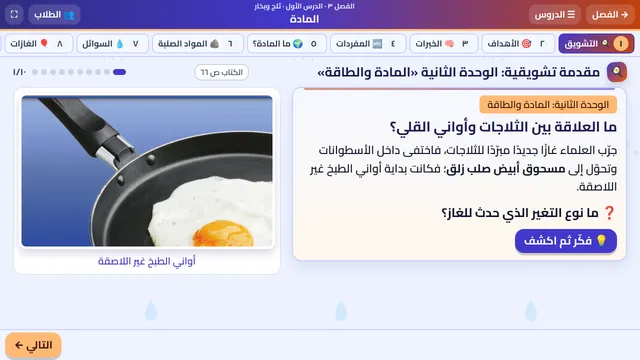 → الفصل
☰ الدروس
الفصل ٣ · الدرس الأول · ثلج وبخار
المادة
الطلاب
١ التشويق
٢ الأهداف
٣ الخبرات
٤ المفردات
٥ ما المادة؟
٦ المواد الصلبة
٧ السوائل
٨ الغازات
مقدمة تشويقية: الوحدة الثانية «المادة والطاقة»
الكتاب ص ٦٦
١/١٠
الوحدة الثانية: المادة والطاقة
ما العلاقة بين الثلاجات وأواني القلي؟
جرّب العلماء غازًا جديدًا مبرّدًا للثلاجات، فاختفى داخل الأسطوانات
وتحوّل إلى مسحوق أبيض صلب زلق؛ فكانت بداية أواني الطبخ غير
اللاصقة.
❓ ما نوع التغير الذي حدث للغاز؟
💡 فكّر ثم اكشف
أواني الطبخ غير اللاصقة
التالي ←